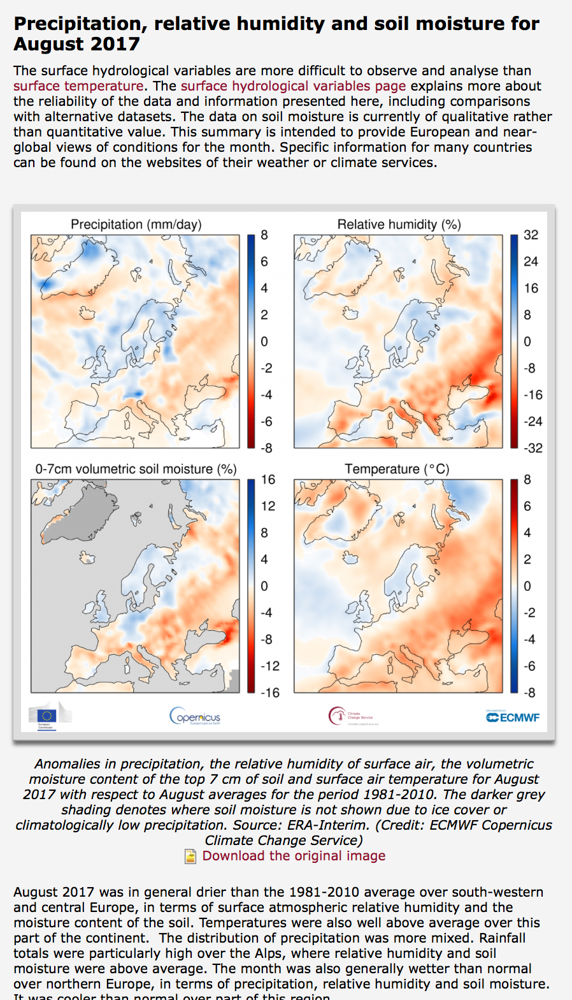 Precipitation, relative humidity and soil moisture for
August 2017
The surface hydrological variables are more difficult to observe and analyse than
surface temperature. The surface hydrological variables page explains more about
the reliability of the data and information presented here, including comparisons
with alternative datasets. The data on soil moisture is currently of qualitative rather
than quantitative value. This summary is intended to provide European and near-
global views of conditions for the month. Specific information for many countries
can be found on the websites of their weather or climate services.
Precipitation (mm/day)
8
6
4
2
0
-2
-4
-6
-8
Relative humidity (%)
32
24
16
8
0
-8
-16
-24
-32
0-7cm volumetric soil moisture (%)
16
12
8
4
0
-4
-8
-12
-16
Temperature (°C)
8
6
4
2
0
-2
-4
-6
-8
European
Commission
opernicus
Europe's eyes on Earth
Climate
Change Service
climate.copernicus.eu
IMPLEMENTED BY
ECMWF
Anomalies in precipitation, the relative humidity of surface air, the volumetric
moisture content of the top 7 cm of soil and surface air temperature for August
2017 with respect to August averages for the period 1981-2010. The darker grey
shading denotes where soil moisture is not shown due to ice cover or
climatologically low precipitation. Source: ERA-Interim. (Credit: ECMWF Copernicus
Climate Change Service)
Download the original image
August 2017 was in general drier than the 1981-2010 average over south-western
and central Europe, in terms of surface atmospheric relative humidity and the
moisture content of the soil. Temperatures were also well above average over this
part of the continent.  The distribution of precipitation was more mixed. Rainfall
totals were particularly high over the Alps, where relative humidity and soil
moisture were above average. The month was also generally wetter than normal
over northern Europe, in terms of precipitation, relative humidity and soil moisture.
It was cooler than normal over part of this region.